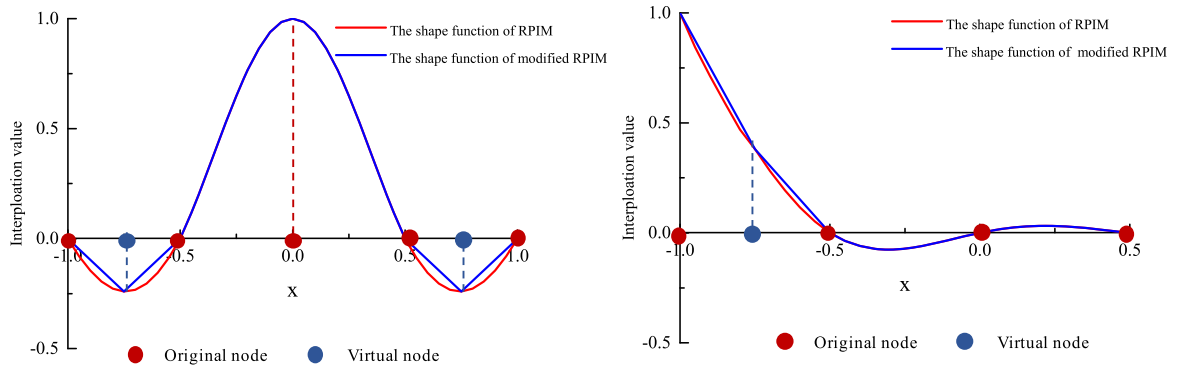 1.0
The shape function of RPIM
The shape function of modified RPIM
0.5
Interploation value
0.0
-1.0
-0.5
0.0
0.5
1.0
x
-0.5
Original node
Virtual node
1.0
The shape function of RPIM
The shape function of modified RPIM
0.5
Interploation value
0.0
-1.0
-0.5
0.0
0.5
x
-0.5
Original node
Virtual node